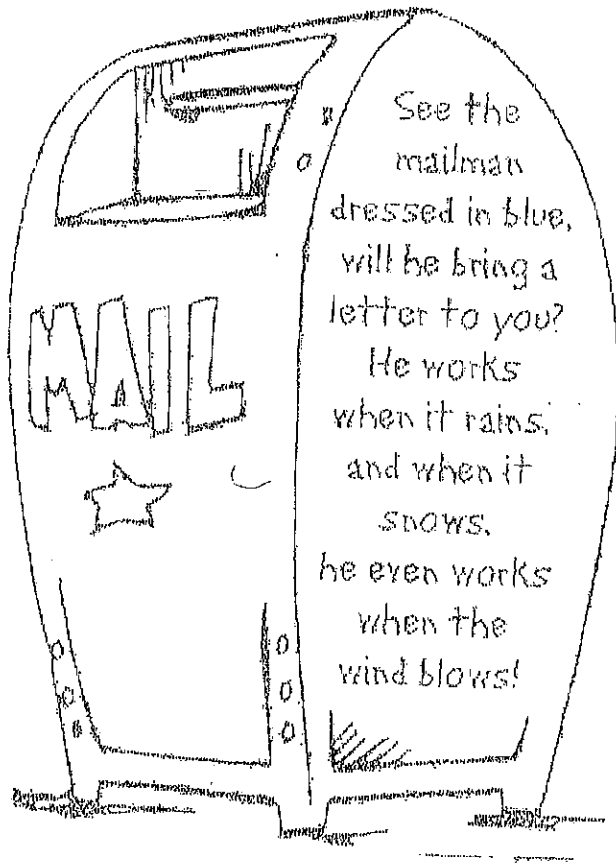 MAIL
See the
mailman
dressed in blue,
will he bring a
letter to you?
He works
when it rains,
and when it
snows,
he even works
when the
wind blows!